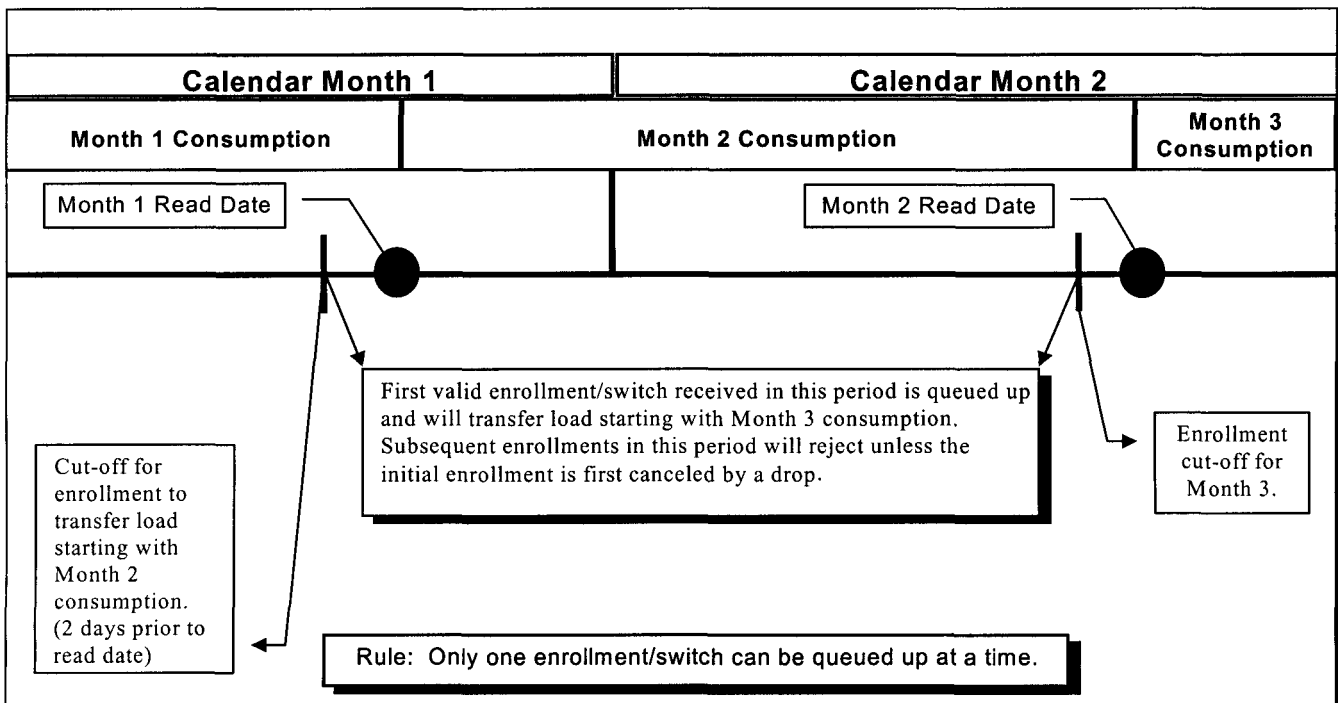 Calendar Month 1
Calendar Month 2
Month 1 Consumption
Month 2 Consumption
Month 3
Consumption
Month 1 Read Date
Month 2 Read Date
First valid enrollment/switch received in this period is queued up
and will transfer load starting with Month 3 consumption.
Subsequent enrollments in this period will reject unless the
initial enrollment is first canceled by a drop.
Cut-off for
enrollment to
transfer load
starting with
Month 2
consumption.
(2 days prior to
read date)
Enrollment
cut-off for
Month 3.
Rule: Only one enrollment/switch can be queued up at a time.